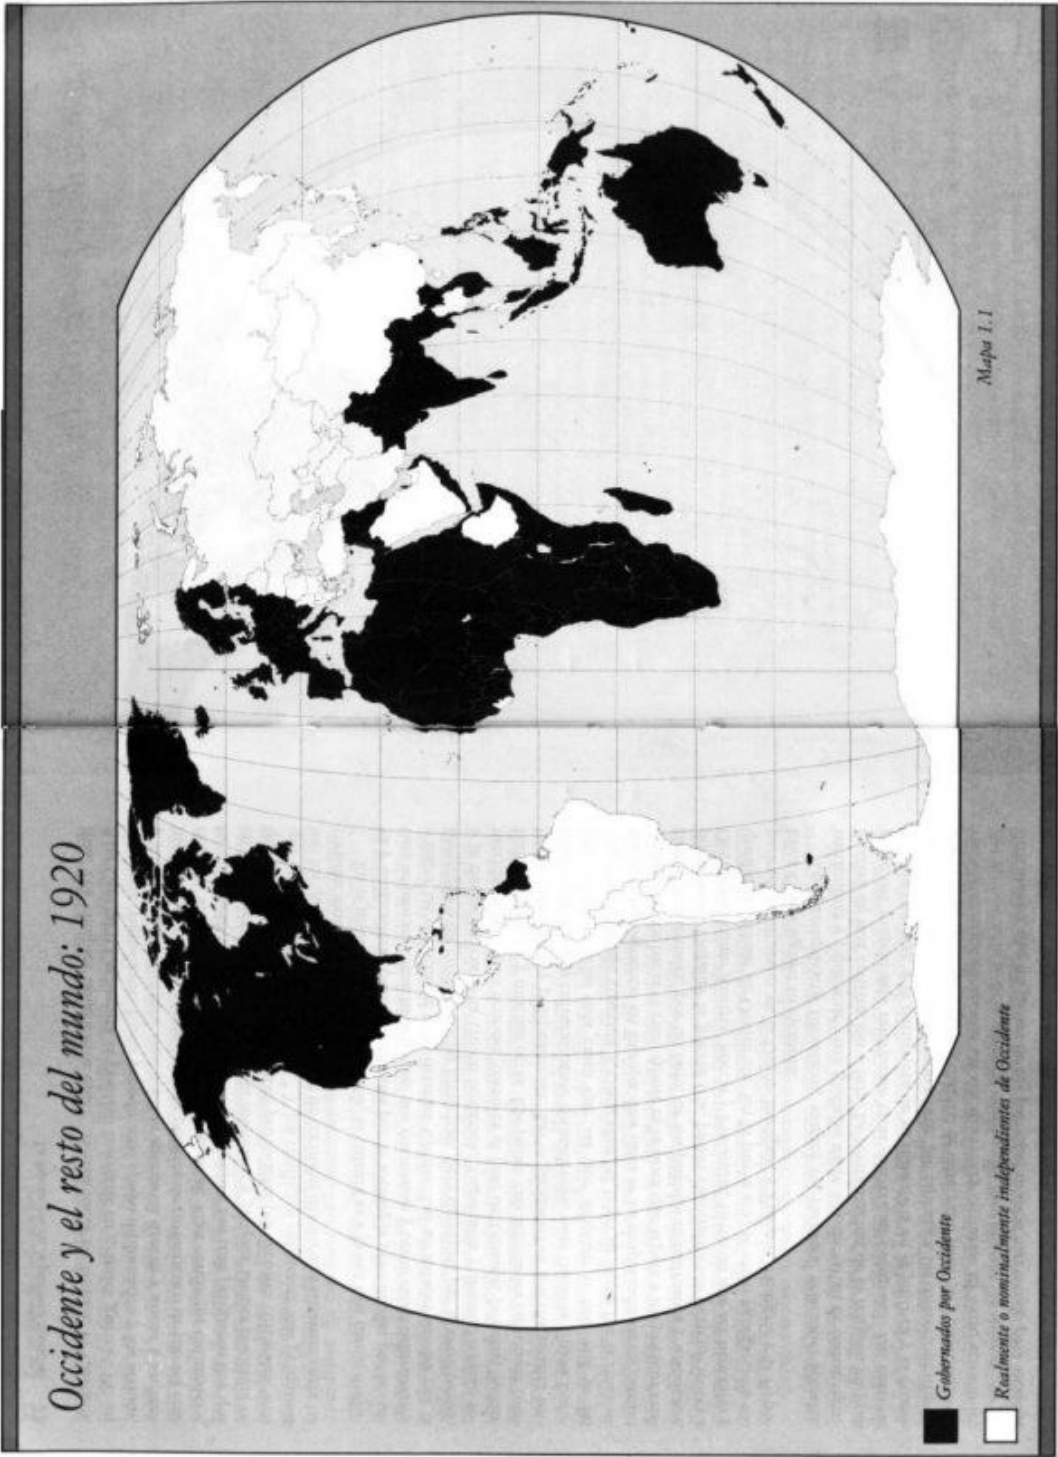 Occidente y el resto del mundo: 1920
Gobernados por Occidente
Realmente o nominalmente independientes de Occidente
Mapa 1.1